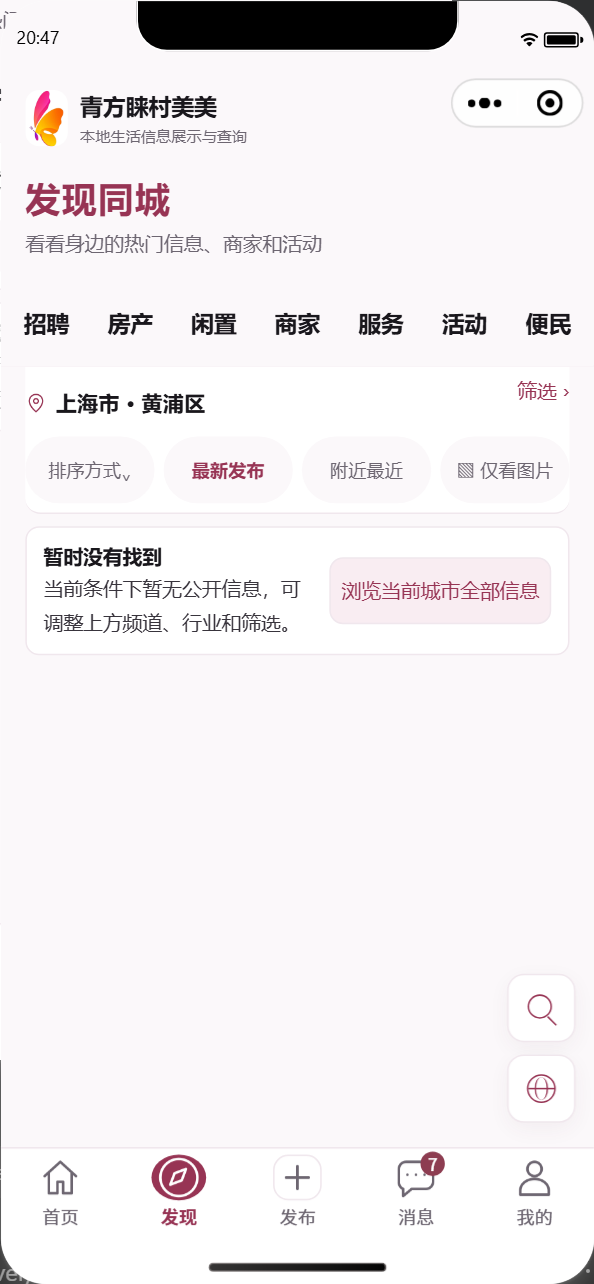 20:47
青方睐村美美
本地生活信息展示与查询
发现同城
看看身边的热门信息、商家和活动
招聘 房产 闲置 商家 服务 活动 便民
上海市·黄浦区
筛选 ›
排序方式 最新发布 附近最近 仅看图片
暂时没有找到
当前条件下暂无公开信息，可
调整上方频道、行业和筛选。
浏览当前城市全部信息
7
首页 发现 发布 消息 我的